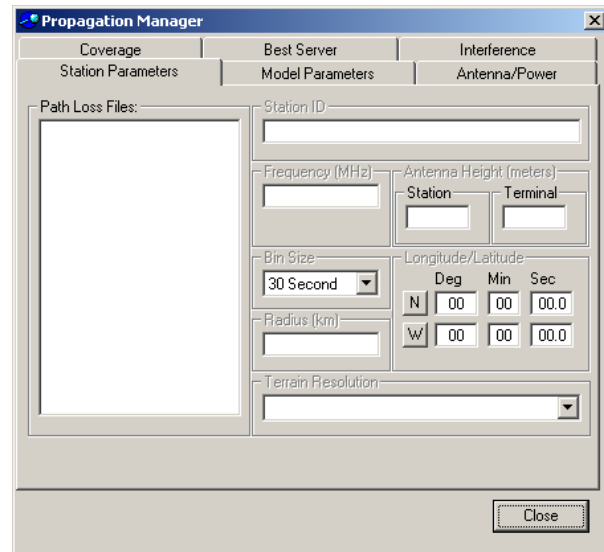 Propagation Manager
Coverage Best Server Interference
Station Parameters Model Parameters Antenna/Power
Path Loss Files:
Station ID
Frequency (MHz) Antenna Height (meters)
Station Terminal
Bin Size Longitude/Latitude
Deg Min Sec
30 Second
N 00 00 00.0
Radius (km)
W 00 00 00.0
Terrain Resolution
Close